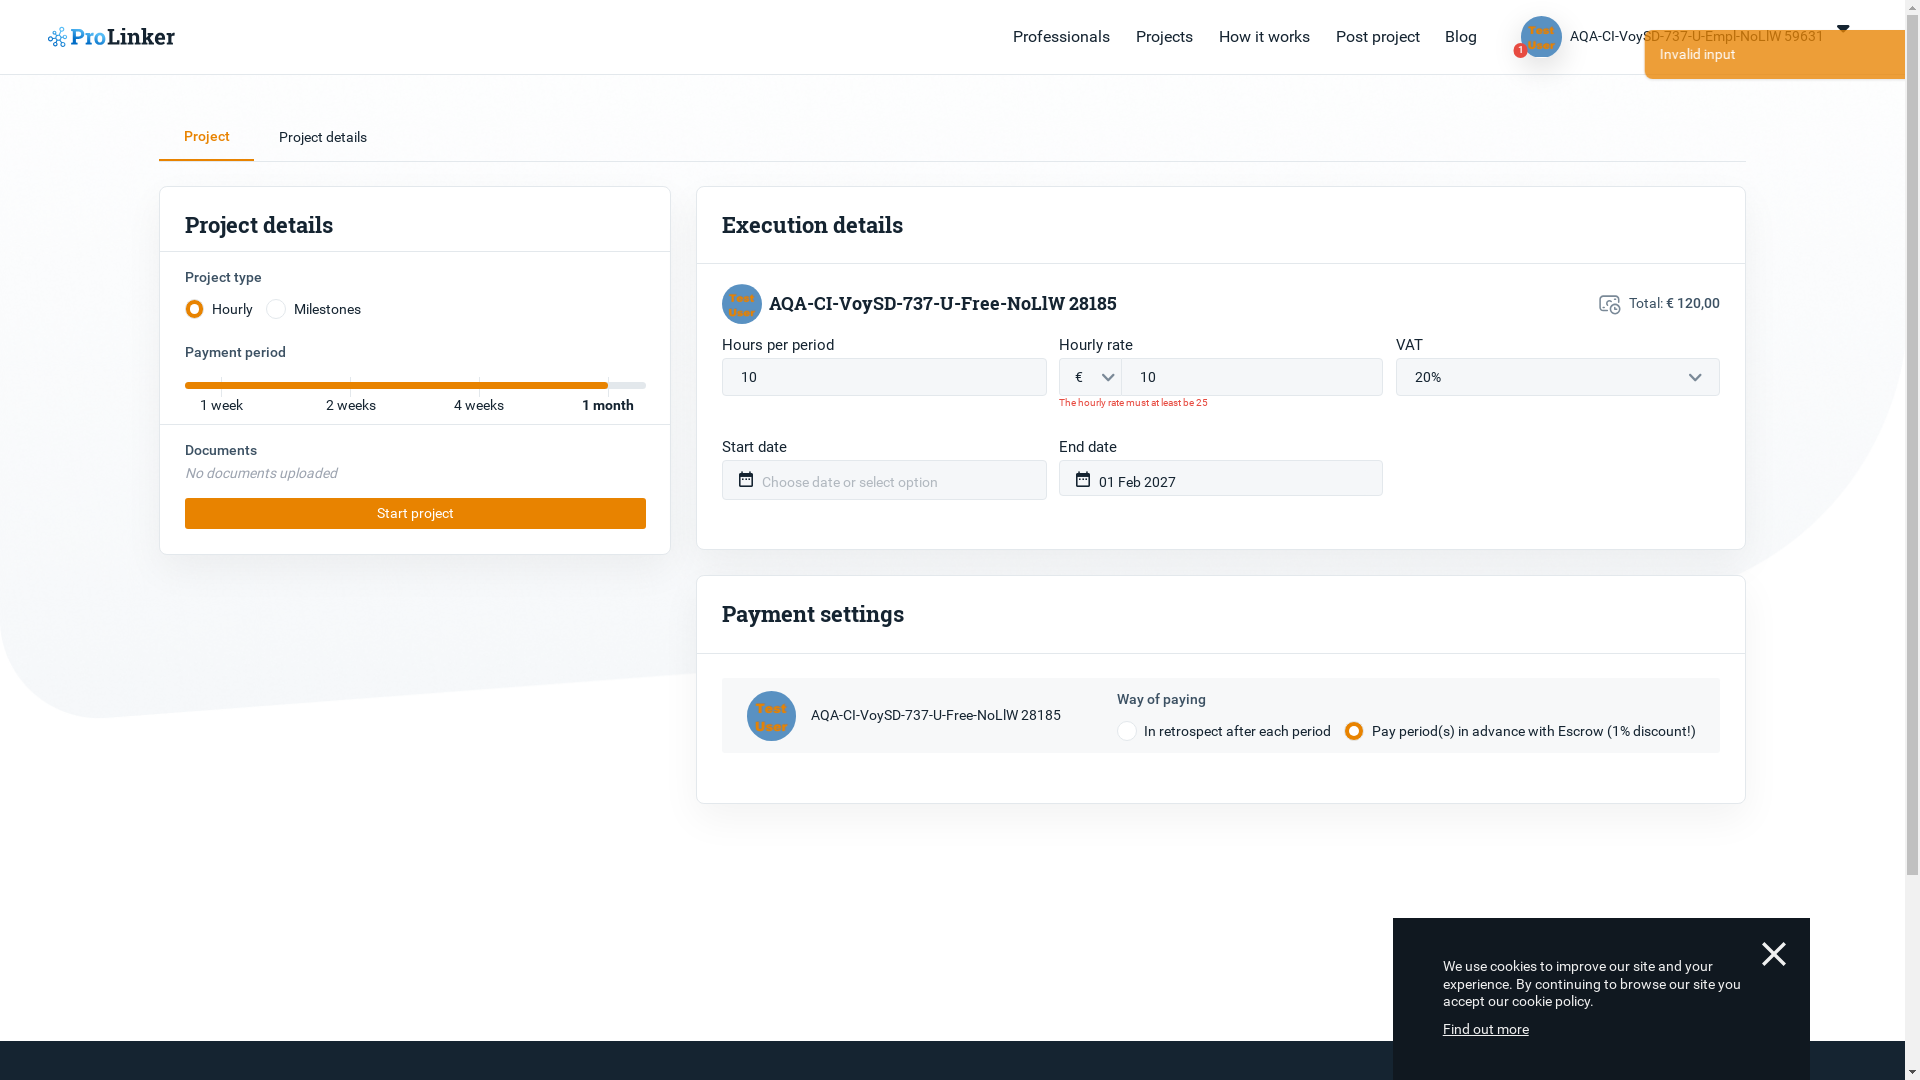 ProLinker
Professionals
Projects
How it works
Post project
Blog
Test
User
1
AQA-CI-VoySD-737-U-Empl-NoLlW 59631
Invalid input
Project
Project details
Project details
Project type
Hourly
Milestones
Payment period
1 week
2 weeks
4 weeks
1 month
Documents
No documents uploaded
Start project
Execution details
Test
User
AQA-CI-VoySD-737-U-Free-NoLlW 28185
Total: € 120,00
Hours per period
Hourly rate
VAT
10
€
10
20%
The hourly rate must at least be 25
Start date
End date
Choose date or select option
01 Feb 2027
Payment settings
Test
User
AQA-CI-VoySD-737-U-Free-NoLlW 28185
Way of paying
In retrospect after each period
Pay period(s) in advance with Escrow (1% discount!)
We use cookies to improve our site and your
experience. By continuing to browse our site you
accept our cookie policy.
Find out more